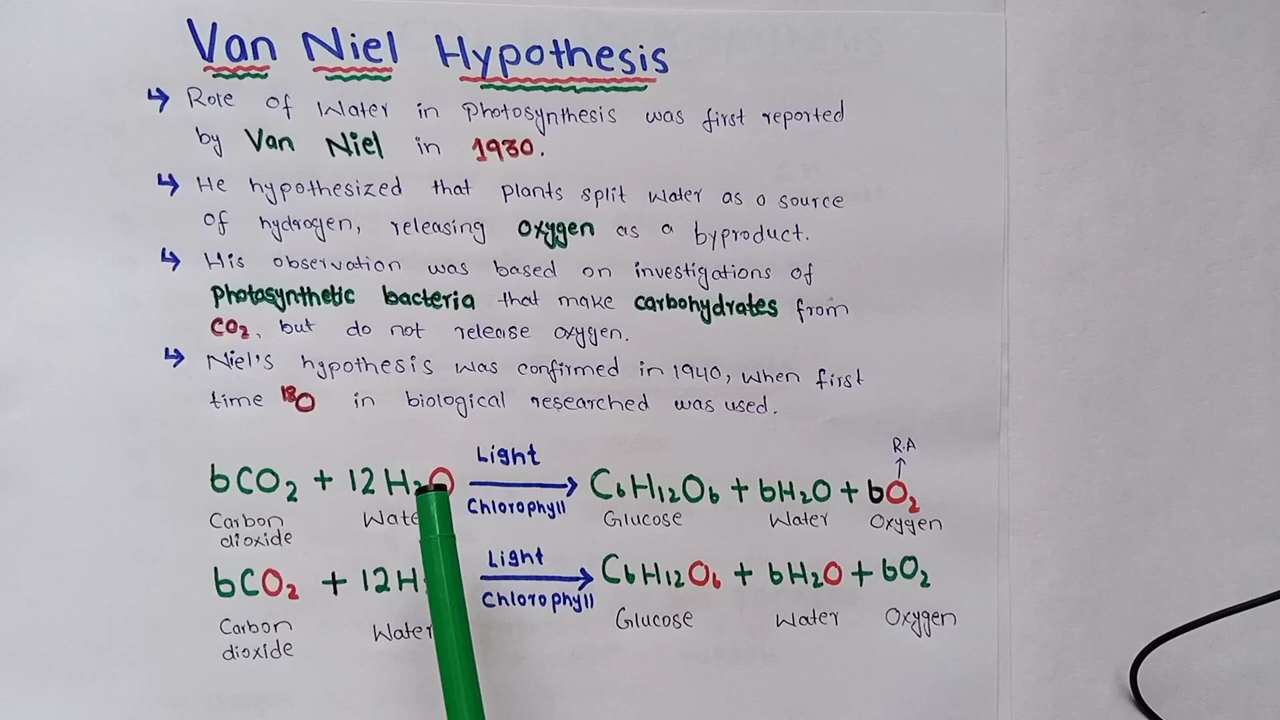 Van Niel Hypothesis
↳ Role of Water in Photosynthesis was first reported
by Van Niel in 1930.
↳ He hypothesized that plants split water as a source
of hydrogen, releasing oxygen as a byproduct.
↳ His observation was based on investigations of
Photosynthetic bacteria that make carbohydrates from
CO₂, but do not release oxygen.
↳ Niel's hypothesis was confirmed in 1940, when first
time ¹⁸O in biological researched was used.
R.A
6CO₂ + 12H₂O Light Chlorophyll → C₆H₁₂O₆ + 6H₂O + 6O₂
Carbon dioxide Glucose Water Oxygen
6CO₂ + 12H Light Chlorophyll → C₆H₁₂O₆ + 6H₂O + 6O₂
Carbon dioxide Water Glucose Water Oxygen